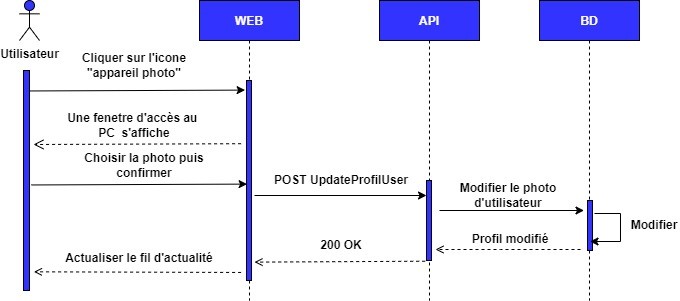 WEB
API
BD
Utilisateur
Cliquer sur l'icone
"appareil photo"
Une fenetre d'accès au
PC s'affiche
Choisir la photo puis
confirmer
POST UpdateProfilUser
Modifier le photo
d'utilisateur
Modifier
Profil modifié
200 OK
Actualiser le fil d'actualité